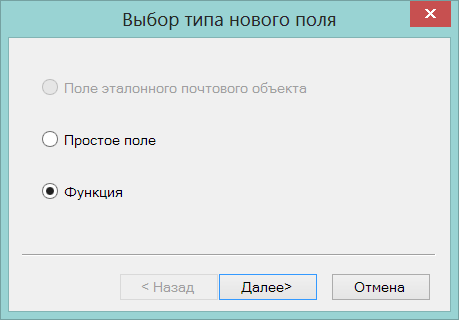 Выбор типа нового поля
Поле эталонного почтового объекта
Простое поле
Функция
< Назад
Далее>
Отмена